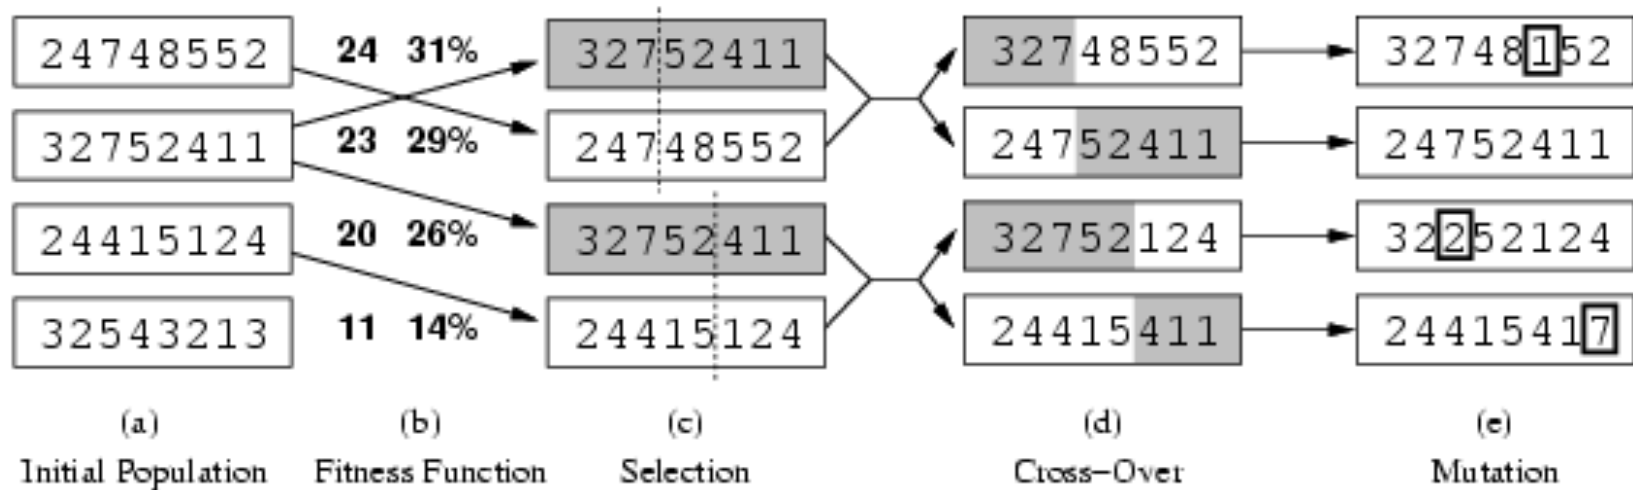 24748552 24 31% 32752411 32748552 32748152
32752411 23 29% 24748552 24752411 24752411
24415124 20 26% 32752411 32752124 32252124
32543213 11 14% 24415124 24415411 24415417
(a) (b) (c) (d) (e)
Initial Population Fitness Function Selection Cross–Over Mutation